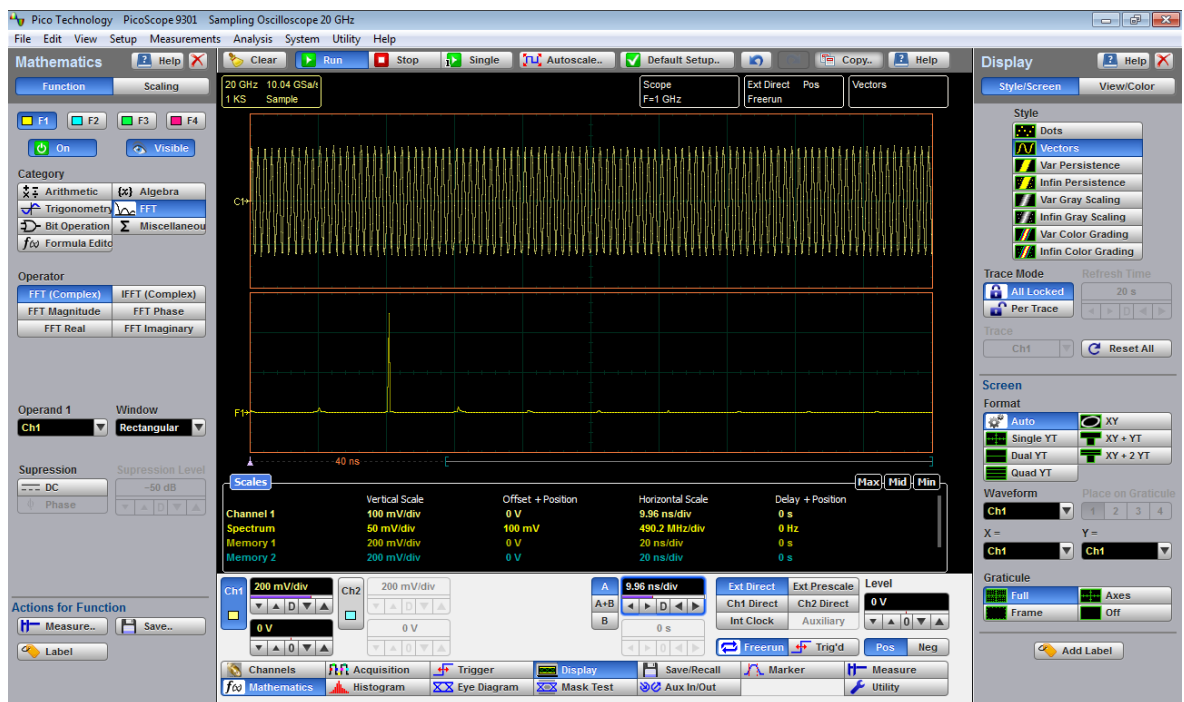 Pico Technology PicoScope 9301 Sampling Oscilloscope 20 GHz
File Edit View Setup Measurements Analysis System Utility Help
Mathematics Help
Function Scaling
F1 F2 F3 F4
On Visible
Category
Arithmetic Algebra
Trigonometry FFT
Bit Operation Miscellaneou
Formula Edito
Operator
FFT (Complex) IFFT (Complex)
FFT Magnitude FFT Phase
FFT Real FFT Imaginary
Operand 1 Window
Ch1 Rectangular
Supression Supression Level
DC -50 dB
Phase D
Actions for Function
Measure.. Save..
Label
Clear Run Stop Single Autoscale.. Default Setup.. Copy.. Help
20 GHz 10.04 GSa/s
1 KS Sample
Scope
F=1 GHz
Ext Direct Pos
Freerun
Vectors
C1
F1
40 ns
Scales Max Mid Min
Vertical Scale Offset + Position Horizontal Scale Delay + Position
Channel 1 100 mV/div 0 V 9.96 ns/div 0 s
Spectrum 50 mV/div 100 mV 490.2 MHz/div 0 Hz
Memory 1 200 mV/div 0 V 20 ns/div 0 s
Memory 2 200 mV/div 0 V 20 ns/div 0 s
Ch1 200 mV/div Ch2 200 mV/div A 9.96 ns/div Ext Direct Ext Prescale Level
D D A+B D Ch1 Direct Ch2 Direct 0 V
0 V 0 V B 0 s Int Clock Auxiliary 0
0 0 0 Freerun Trig'd Pos Neg
Channels Acquisition Trigger Display Save/Recall Marker Measure
f(x) Mathematics Histogram Eye Diagram Mask Test Aux In/Out Utility
Display Help
Style/Screen View/Color
Style
Dots
Vectors
Var Persistence
Infin Persistence
Var Gray Scaling
Infin Gray Scaling
Var Color Grading
Infin Color Grading
Trace Mode Refresh Time
All Locked 20 s
Per Trace D
Trace
Ch1 Reset All
Screen
Format
Auto XY
Single YT XY + YT
Dual YT XY + 2 YT
Quad YT
Waveform Place on Graticule
Ch1 1 2 3 4
X = Y =
Ch1 Ch1
Graticule
Full Axes
Frame Off
Add Label